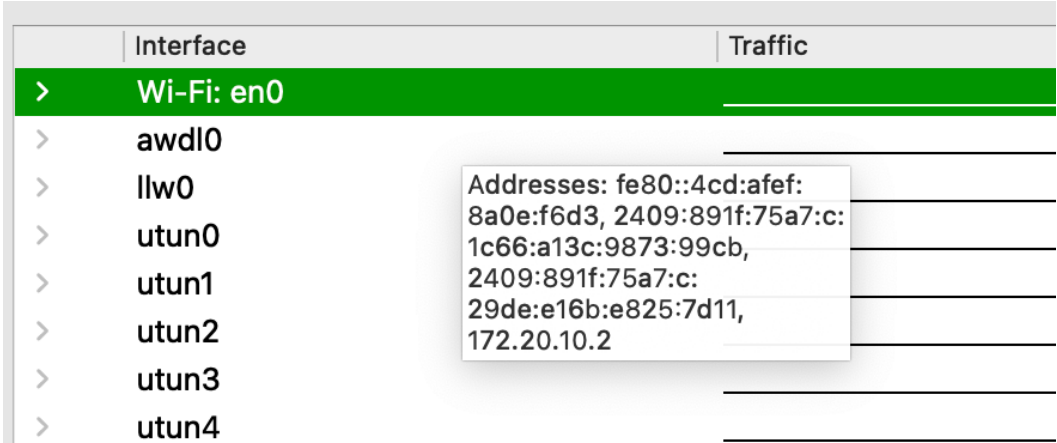 Interface Traffic
Wi-Fi: en0
awdl0
llw0
utun0
utun1
utun2
utun3
utun4
Addresses: fe80::4cd:afef:
8a0e:f6d3, 2409:891f:75a7:c:
1c66:a13c:9873:99cb,
2409:891f:75a7:c:
29de:e16b:e825:7d11,
172.20.10.2